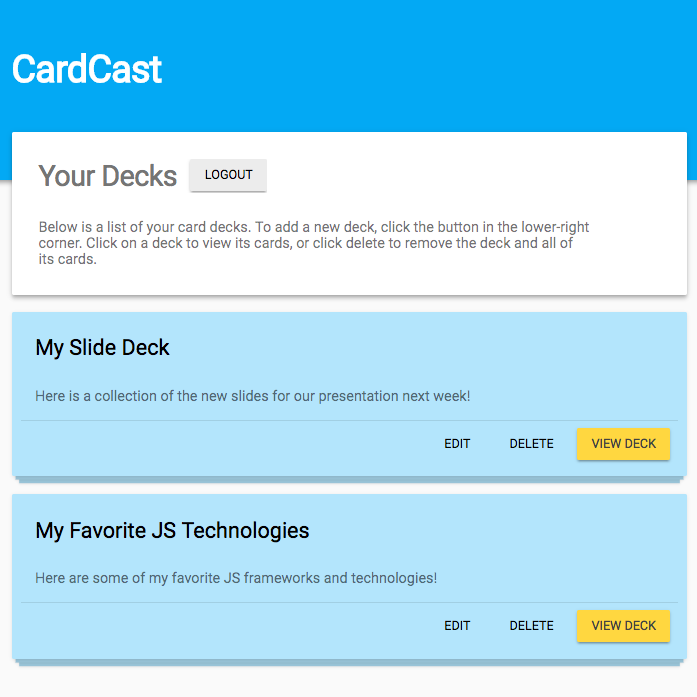 CardCast
Your Decks LOGOUT
Below is a list of your card decks. To add a new deck, click the button in the lower-right
corner. Click on a deck to view its cards, or click delete to remove the deck and all of
its cards.
My Slide Deck
Here is a collection of the new slides for our presentation next week!
EDIT DELETE VIEW DECK
My Favorite JS Technologies
Here are some of my favorite JS frameworks and technologies!
EDIT DELETE VIEW DECK